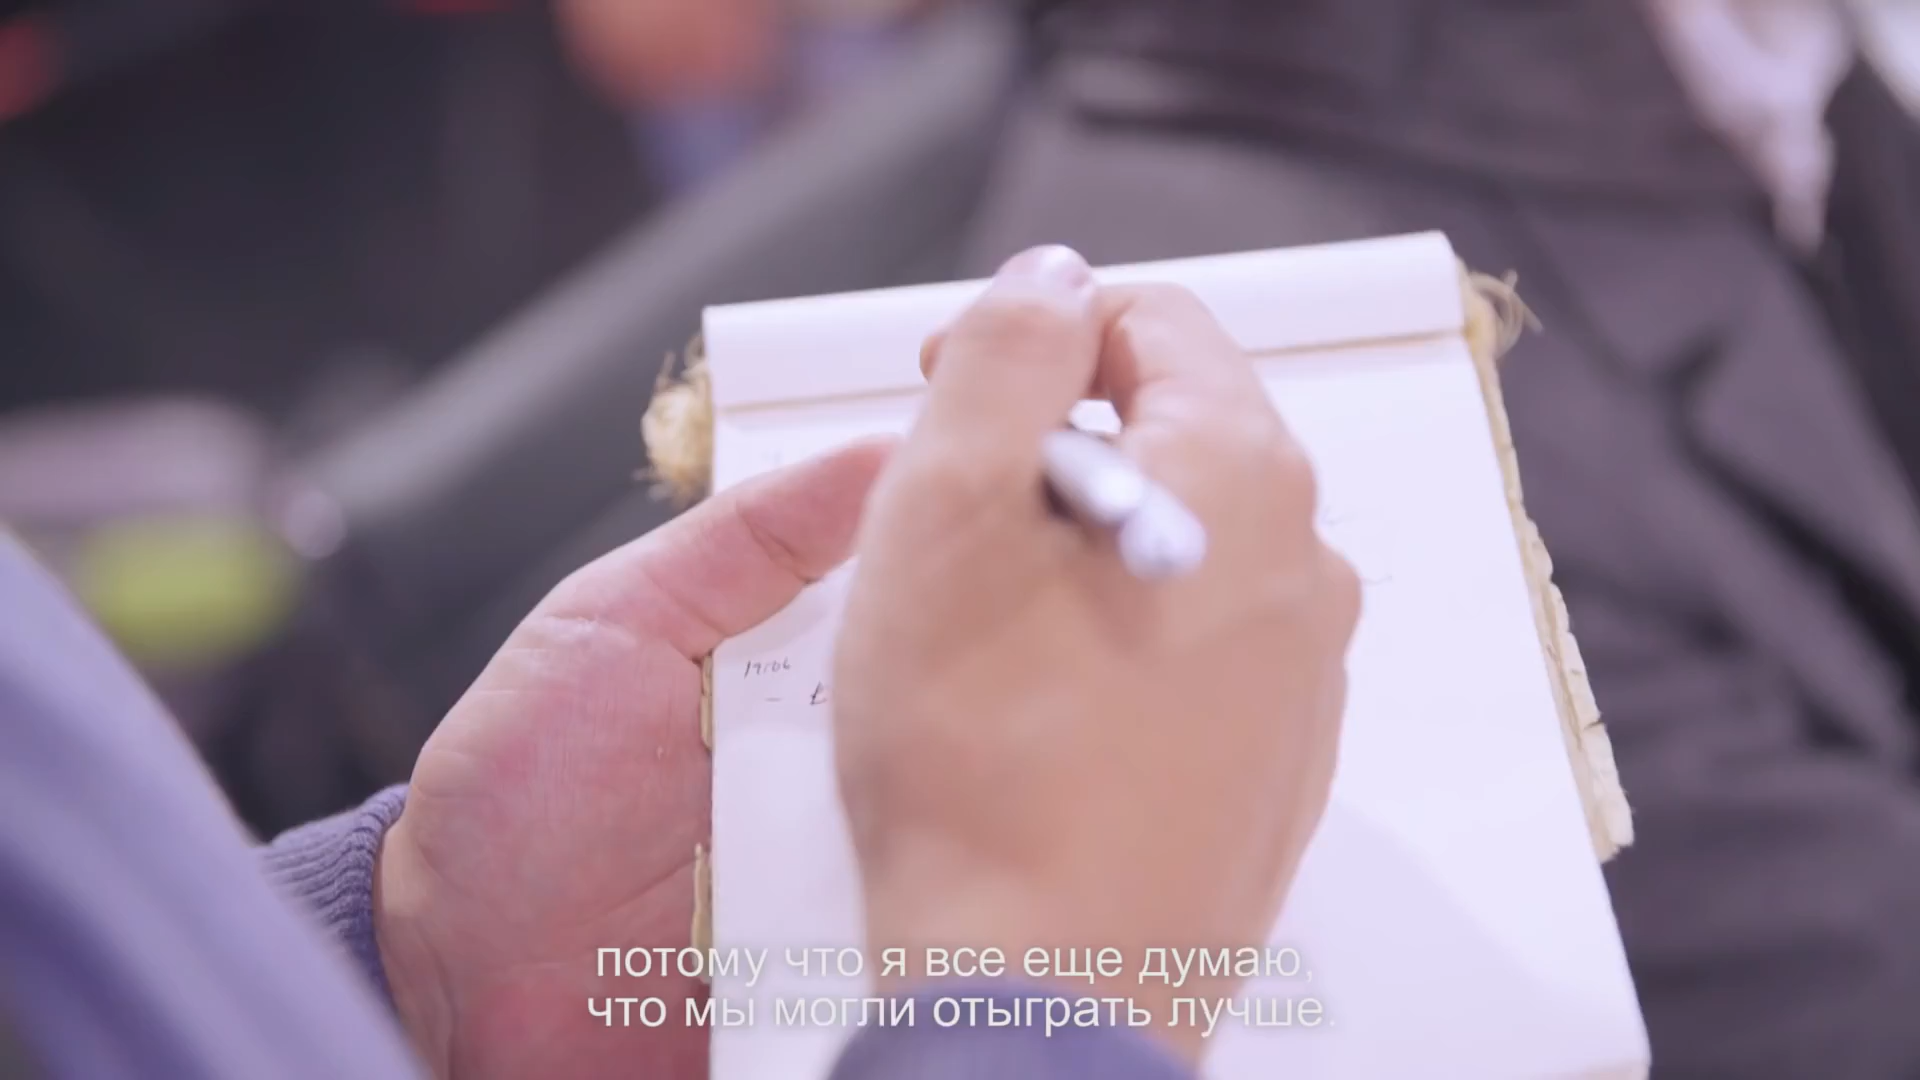 потому что я все еще думаю,
что мы могли отыграть лучше.